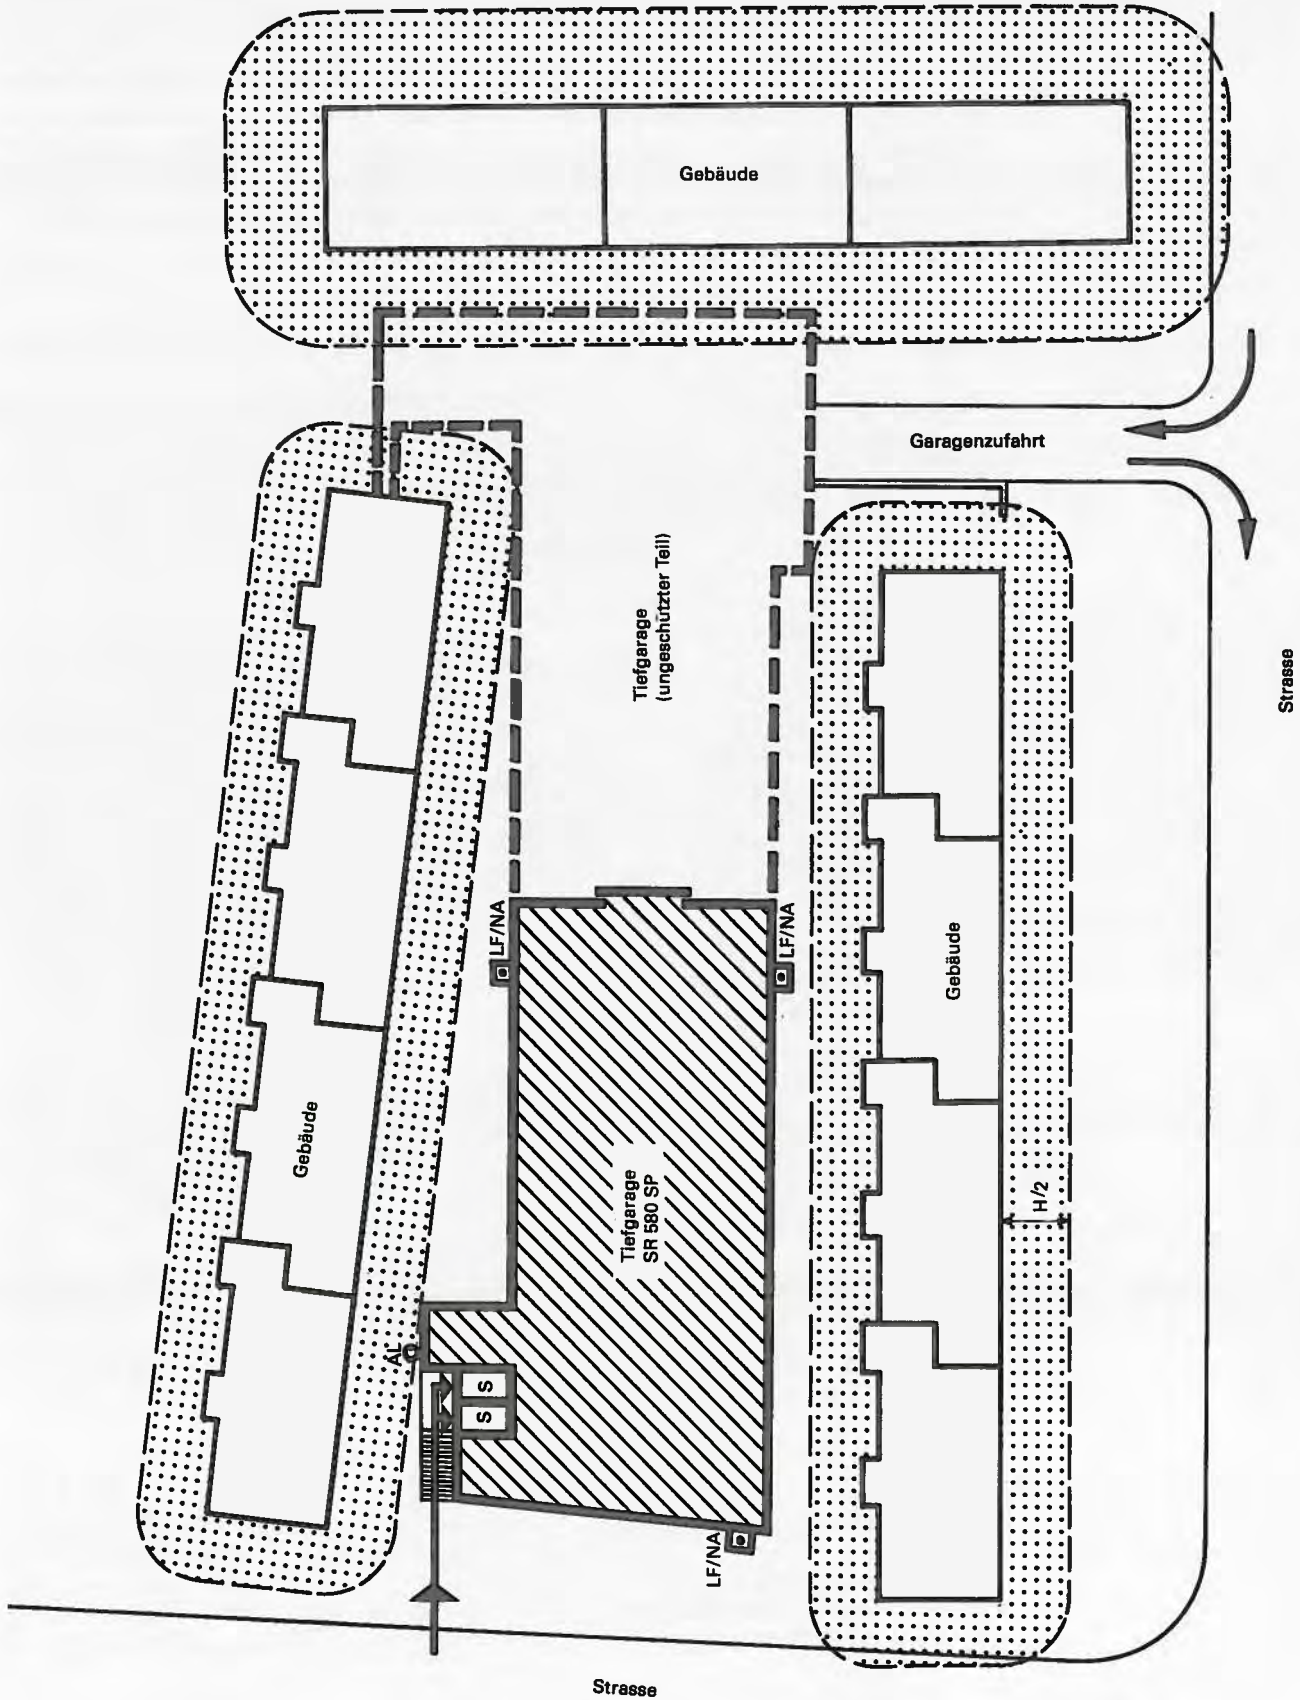 Gebäude
Garagenzufahrt
Tiefgarage
(ungeschützter Teil)
Strasse
LF/NA
LF/NA
Gebäude
Gebäude
Tiefgarage
SR 580 SP
H/2
AL
S
S
LF/NA
Strasse